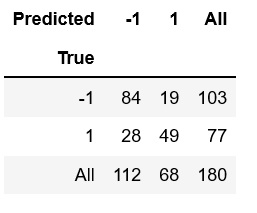 Predicted -1 1 All
True
-1 84 19 103
1 28 49 77
All 112 68 180